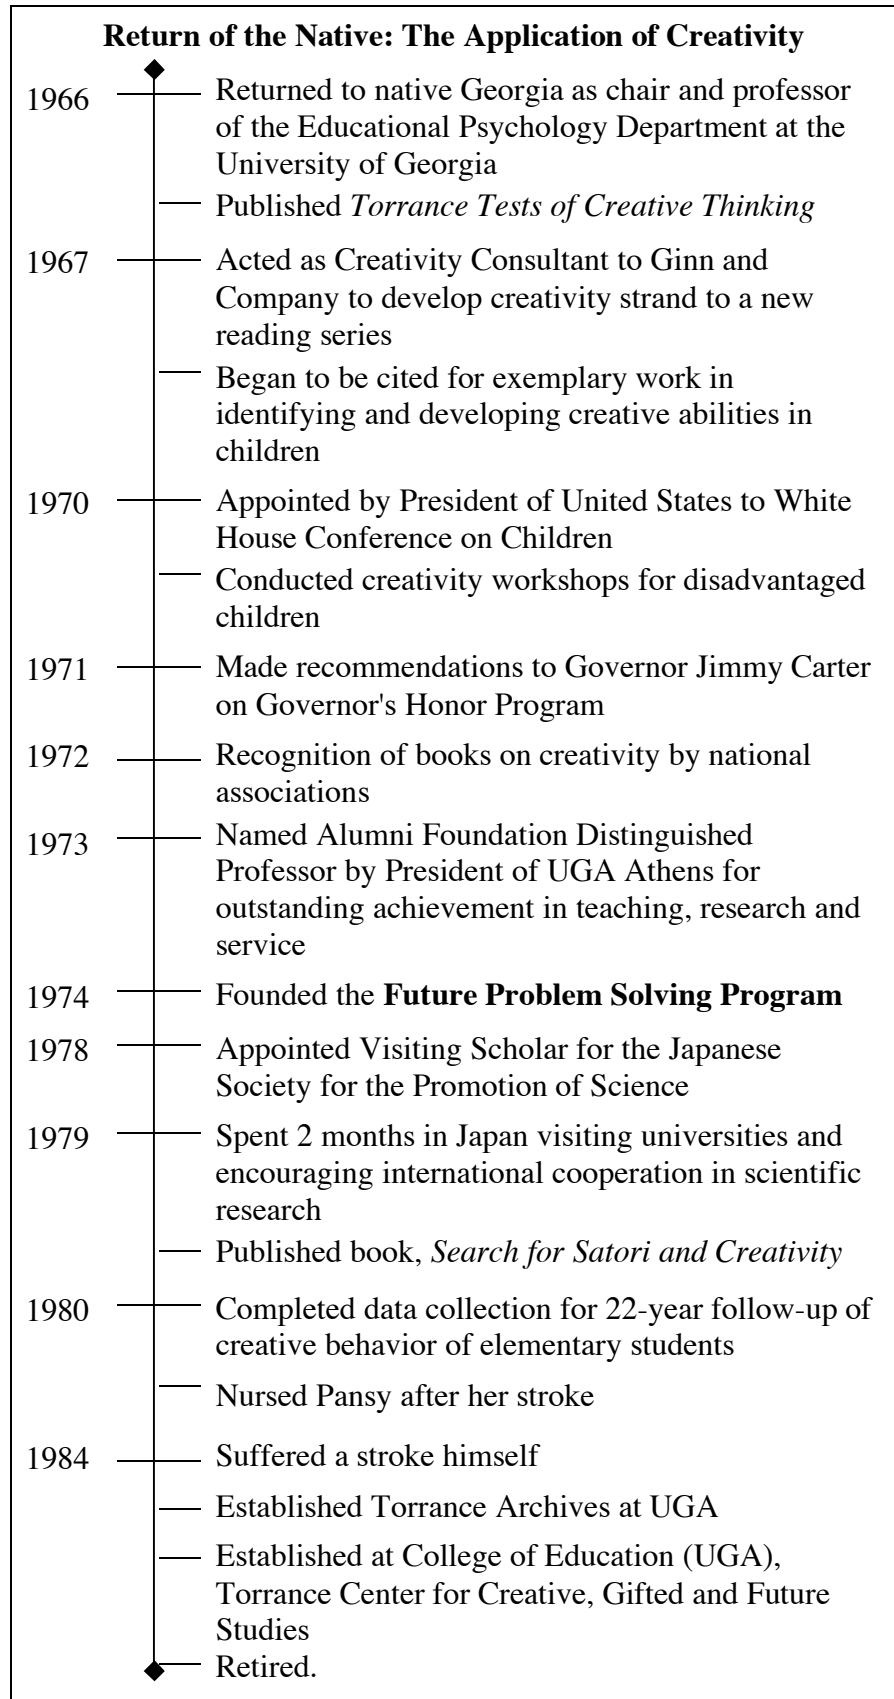 Return of the Native: The Application of Creativity
1966
Returned to native Georgia as chair and professor
of the Educational Psychology Department at the
University of Georgia
Published Torrance Tests of Creative Thinking
1967
Acted as Creativity Consultant to Ginn and
Company to develop creativity strand to a new
reading series
Began to be cited for exemplary work in
identifying and developing creative abilities in
children
1970
Appointed by President of United States to White
House Conference on Children
Conducted creativity workshops for disadvantaged
children
1971
Made recommendations to Governor Jimmy Carter
on Governor's Honor Program
1972
Recognition of books on creativity by national
associations
1973
Named Alumni Foundation Distinguished
Professor by President of UGA Athens for
outstanding achievement in teaching, research and
service
1974
Founded the Future Problem Solving Program
1978
Appointed Visiting Scholar for the Japanese
Society for the Promotion of Science
1979
Spent 2 months in Japan visiting universities and
encouraging international cooperation in scientific
research
Published book, Search for Satori and Creativity
1980
Completed data collection for 22-year follow-up of
creative behavior of elementary students
Nursed Pansy after her stroke
1984
Suffered a stroke himself
Established Torrance Archives at UGA
Established at College of Education (UGA),
Torrance Center for Creative, Gifted and Future
Studies
Retired.